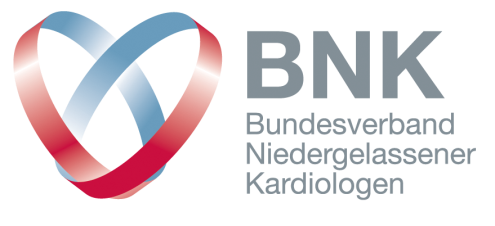 BNK
Bundesverband
Niedergelassener
Kardiologen